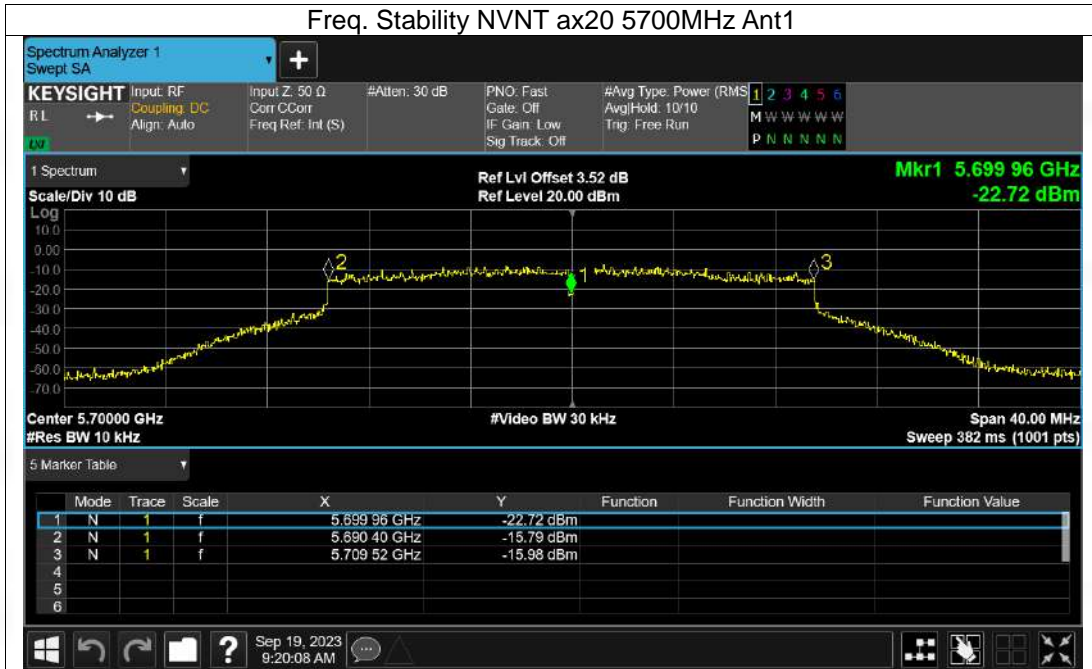 Freq. Stability NVNT ax20 5700MHz Ant1
Spectrum Analyzer 1
Swept SA
+
KEYSIGHT Input: RF Input Z: 50 Ω #Atten: 30 dB PNO: Fast #Avg Type: Power (RMS 1 2 3 4 5 6
RL Coupling: DC Corr CCorr Gate: Off Avg|Hold: 10/10 M W W W W W
Align: Auto Freq Ref: Int (S) IF Gain: Low Trig: Free Run
LXI Sig Track: Off P N N N N N
1 Spectrum Ref Lvl Offset 3.52 dB Mkr1 5.699 96 GHz
Scale/Div 10 dB Ref Level 20.00 dBm -22.72 dBm
Log
10.0
0.00
-10.0 2 1 3
-20.0
-30.0
-40.0
-50.0
-60.0
-70.0
Center 5.70000 GHz #Video BW 30 kHz Span 40.00 MHz
#Res BW 10 kHz Sweep 382 ms (1001 pts)
5 Marker Table
Mode Trace Scale X Y Function Function Width Function Value
1 N 1 f 5.699 96 GHz -22.72 dBm
2 N 1 f 5.690 40 GHz -15.79 dBm
3 N 1 f 5.709 52 GHz -15.98 dBm
4
5
6
? Sep 19, 2023
9:20:08 AM